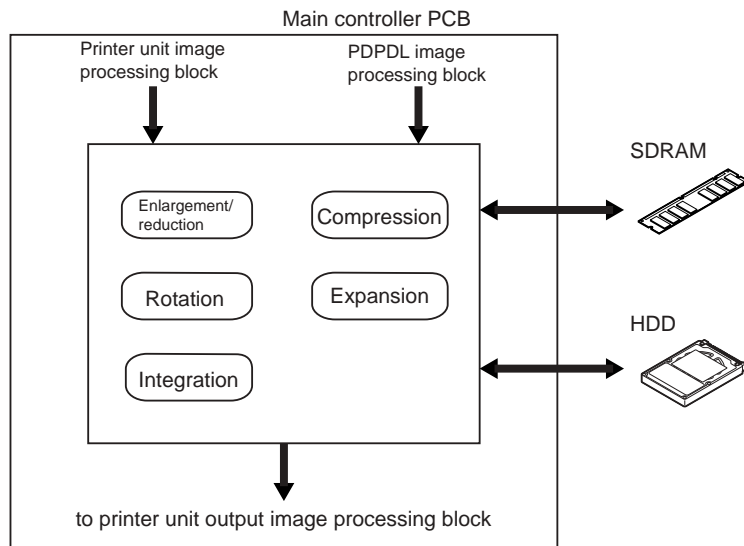 Main controller PCB
Printer unit image
processing block
PDPDL image
processing block
SDRAM
Enlargement/
reduction
Compression
Rotation
Expansion
HDD
Integration
to printer unit output image processing block